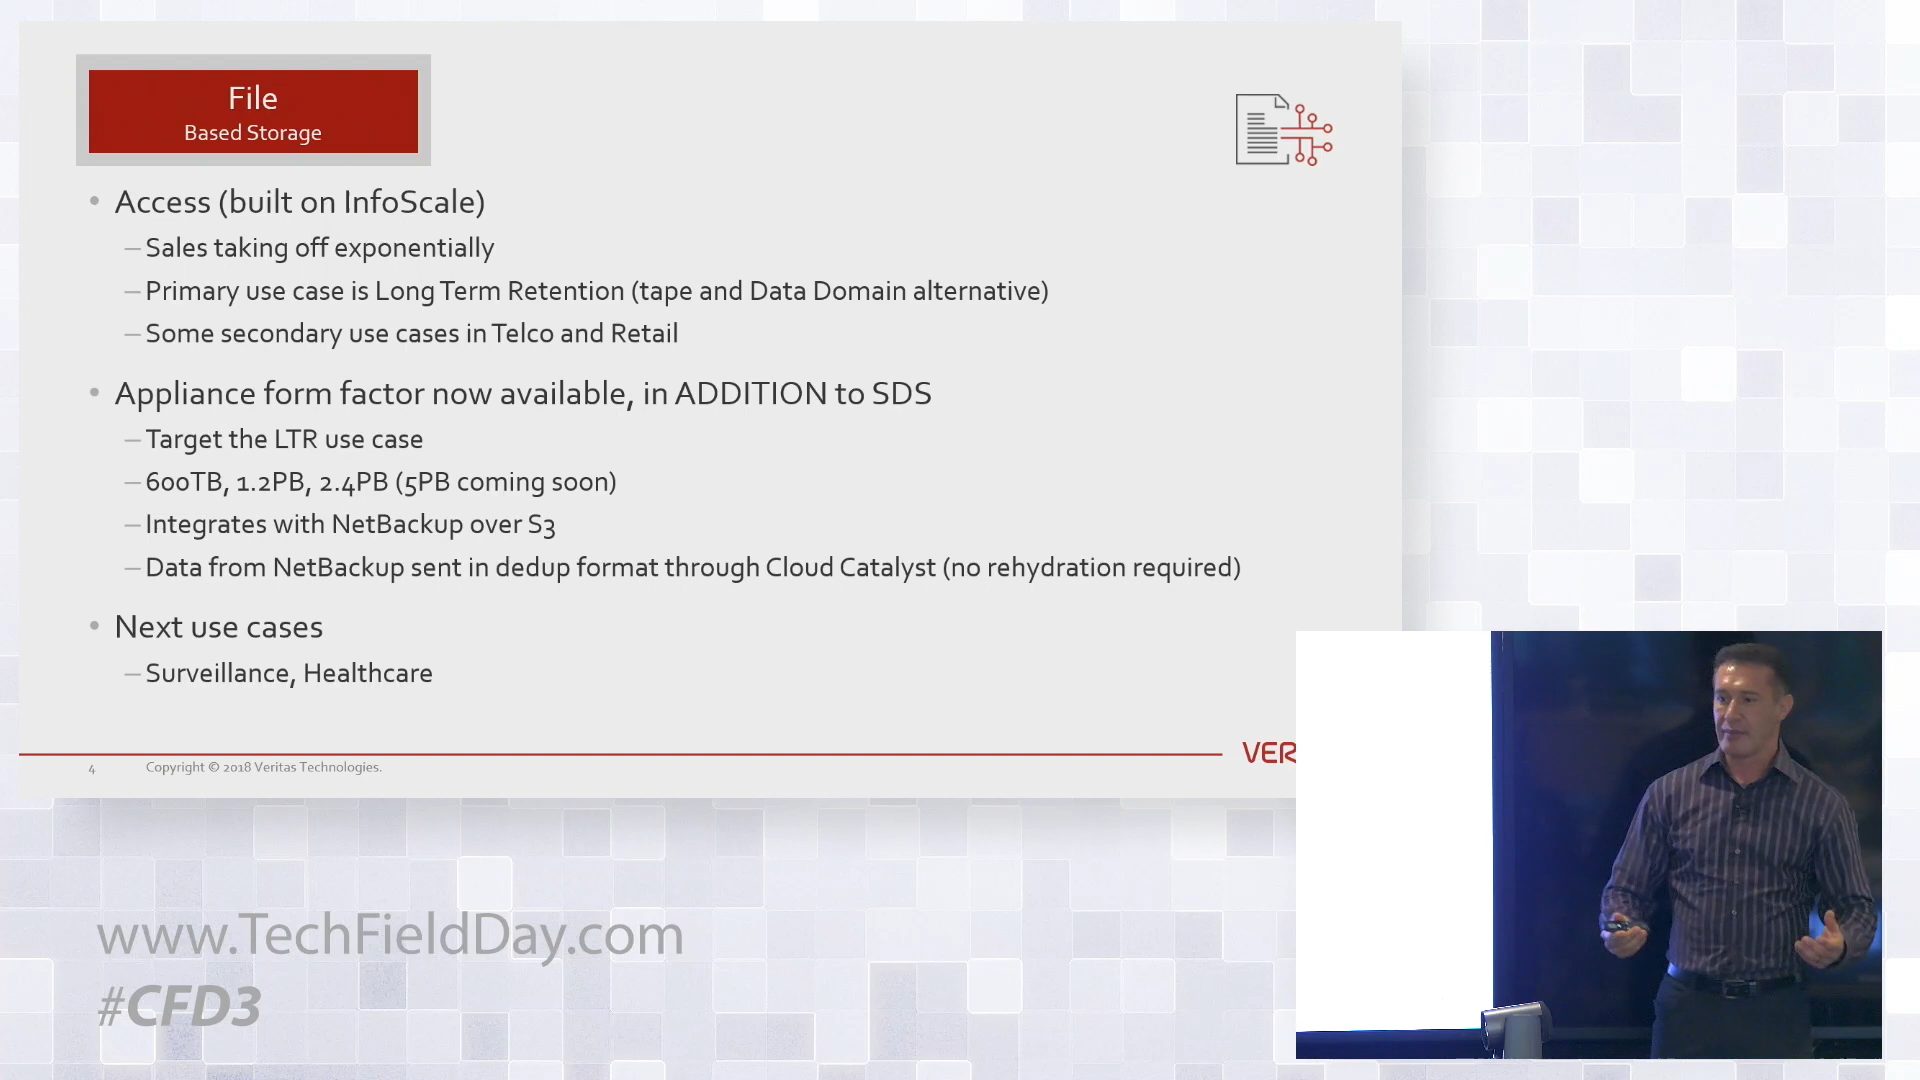 File
Based Storage
• Access (built on InfoScale)
– Sales taking off exponentially
– Primary use case is Long Term Retention (tape and Data Domain alternative)
– Some secondary use cases in Telco and Retail
• Appliance form factor now available, in ADDITION to SDS
– Target the LTR use case
– 600TB, 1.2PB, 2.4PB (5PB coming soon)
– Integrates with NetBackup over S3
– Data from NetBackup sent in dedup format through Cloud Catalyst (no rehydration required)
• Next use cases
– Surveillance, Healthcare
VER
4 Copyright © 2018 Veritas Technologies.
www.TechFieldDay.com
#CFD3